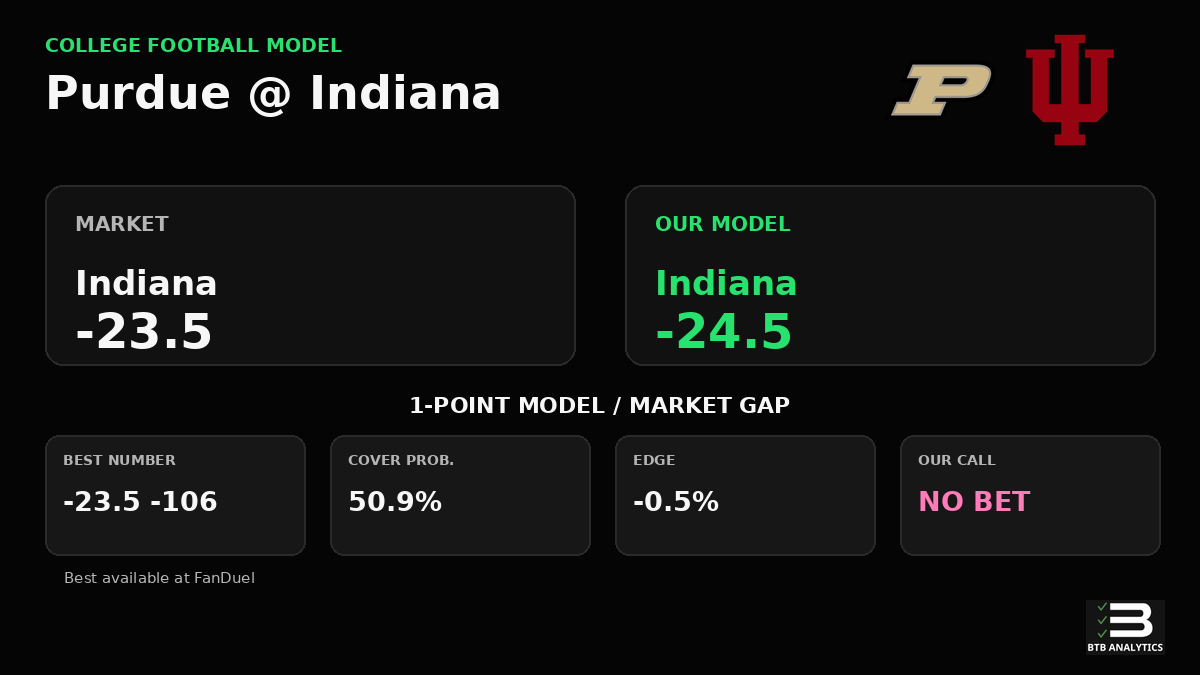 COLLEGE FOOTBALL MODEL
Purdue @ Indiana
MARKET
Indiana
-23.5
OUR MODEL
Indiana
-24.5
1-POINT MODEL / MARKET GAP
BEST NUMBER
-23.5 -106
COVER PROB.
50.9%
EDGE
-0.5%
OUR CALL
NO BET
Best available at FanDuel
BTB ANALYTICS